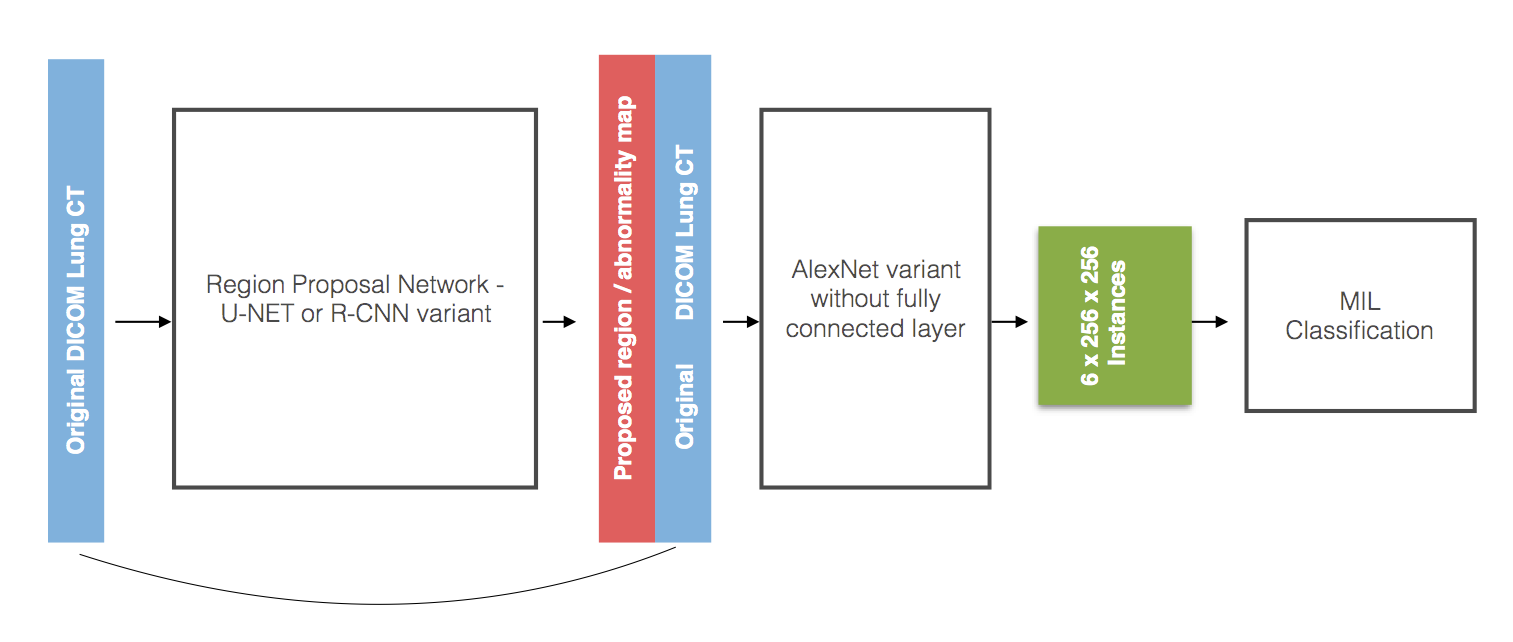 Original DICOM Lung CT
Region Proposal Network -
U-NET or R-CNN variant
Proposed region / abnormality map
Original DICOM Lung CT
AlexNet variant
without fully
connected layer
6 x 256 x 256
Instances
MIL
Classification